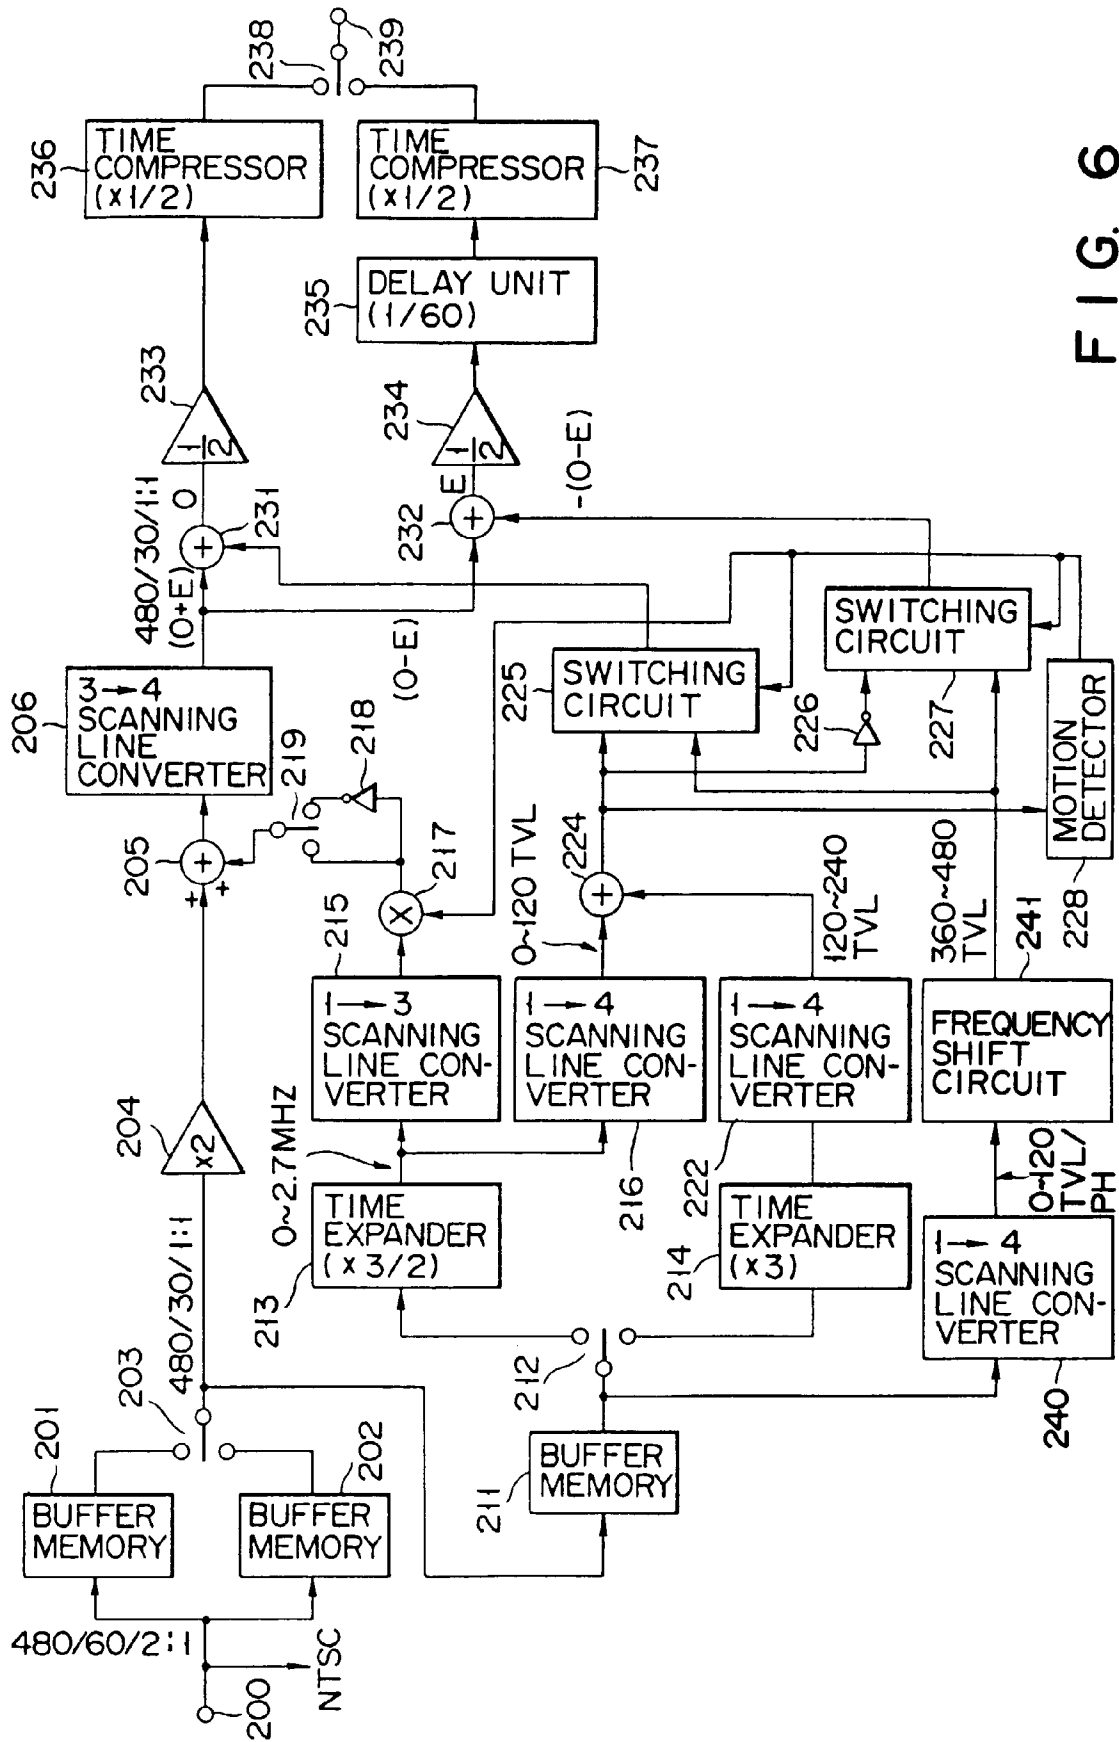 480/60/2:1
200
NTSC
BUFFER
MEMORY
201
BUFFER
MEMORY
202
203
480/30/1:1
204
×2
205
+
+
+
206
3→4
SCANNING
LINE
CONVERTER
480/30/1:1
(O+E)
O
+
231
233
1/2
236
TIME
COMPRESSOR
(×1/2)
238
239
BUFFER
MEMORY
211
212
213
TIME
EXPANDER
(×3/2)
0~2.7MHZ
215
1→3
SCANNING
LINE CON-
VERTER
×
217
218
219
(O-E)
232
+
E
234
1/2
235
DELAY UNIT
(1/60)
TIME
COMPRESSOR
(×1/2)
237
1→4
SCANNING
LINE CON-
VERTER
216
0~120 TVL
224
+
225
SWITCHING
CIRCUIT
-(O-E)
214
TIME
EXPANDER
(×3)
222
1→4
SCANNING
LINE CON-
VERTER
120~240
TVL
226
SWITCHING
CIRCUIT
227
1→4
SCANNING
LINE CON-
VERTER
240
0~120
TVL/
PH
FREQUENCY
SHIFT
CIRCUIT
241
360~480
TVL
228
MOTION
DETECTOR
FIG. 6